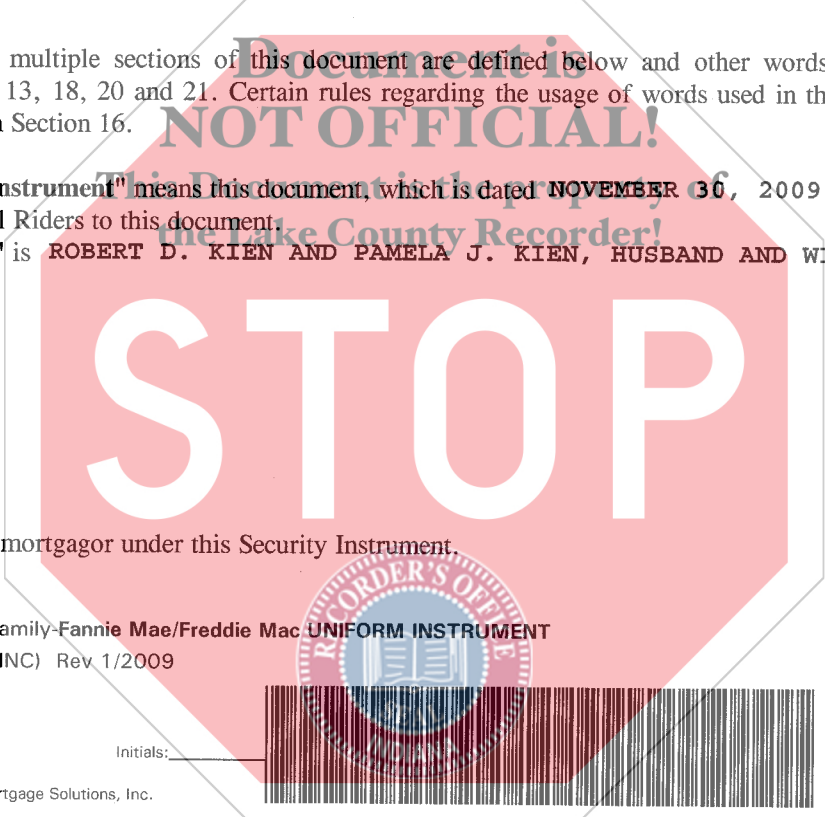 Document is
multiple sections of this document are defined below and other words
13, 18, 20 and 21. Certain rules regarding the usage of words used in
Section 16.
NOT OFFICIAL!
This Document is the property of
nstrument" means this document, which is dated NOVEMBER 30, 2009
Riders to this document.
the Lake County Recorder!
" is ROBERT D. KIEN AND PAMELA J. KIEN, HUSBAND AND
STOP
mortgagor under this Security Instrument.
RECORDER'S OFFICE
amily-Fannie Mae/Freddie Mac UNIFORM INSTRUMENT
INC) Rev 1/2009
SEAL
INDIANA
Initials:
rtgage Solutions, Inc.